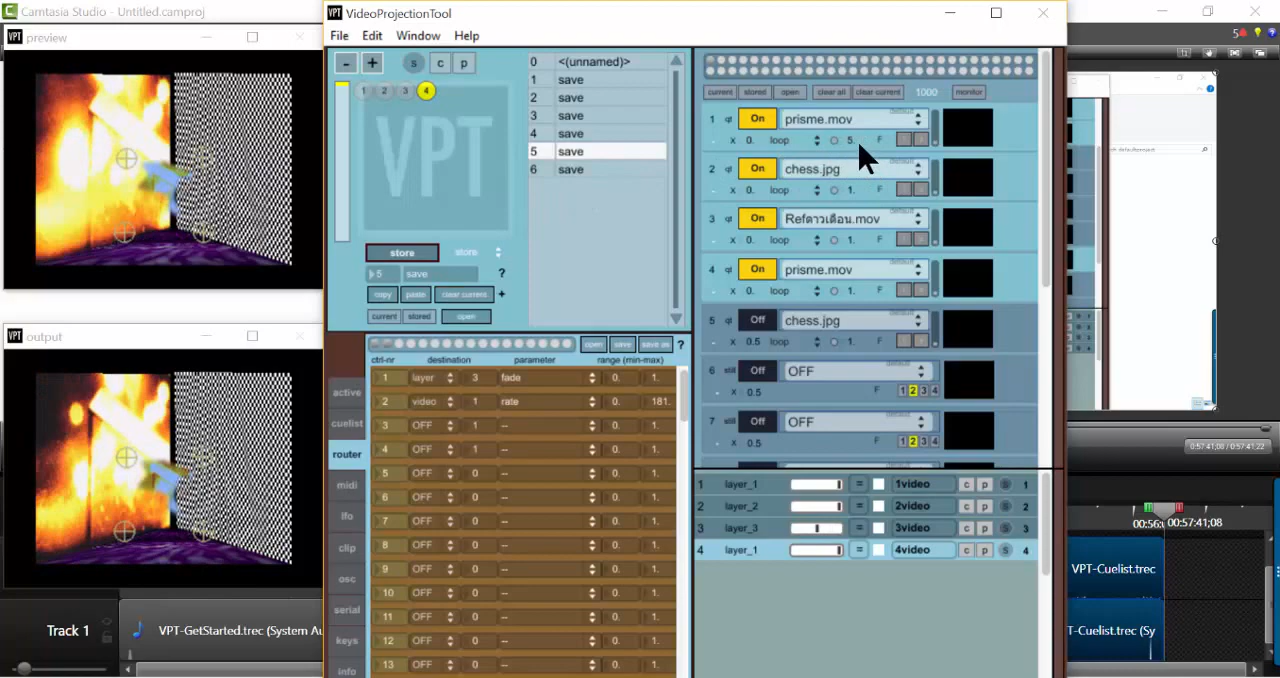 Camtasia Studio - Untitled.camproj
VPT preview
VPT output
VPT VideoProjectionTool
File Edit Window Help
- + s c p
1 2 3 4
VPT
0 <(unnamed)>
1 save
2 save
3 save
4 save
5 save
6 save
store store
5 save ?
copy paste clear current +
current stored open
open save save as ?
ctrl-nr destination parameter range (min-max)
1 layer 3 fade 0. 1.
2 video 1 rate 0. 181.
3 OFF 1 -- 0. 1.
4 OFF 1 -- 0. 1.
5 OFF 0 -- 0. 1.
6 OFF 0 -- 0. 1.
7 OFF 0 -- 0. 1.
8 OFF 0 -- 0. 1.
9 OFF 0 -- 0. 1.
10 OFF 0 -- 0. 1.
11 OFF 0 -- 0. 1.
12 OFF 0 -- 0. 1.
13 OFF 0 -- 0. 1.
active
cuelist
router
midi
lfo
clip
osc
serial
keys
info
current stored open clear all clear current 1000 monitor
1 qt On prisme.mov default
x 0. loop 5. F
2 qt On chess.jpg default
x 0. loop 1. F
3 qt On Refดาวเดือน.mov default
x 0. loop 1. F
4 qt On prisme.mov default
x 0. loop 1. F
5 qt Off chess.jpg default
x 0.5 loop 1. F
6 still Off OFF
x 0.5 F 1 2 3 4
7 still Off OFF
x 0.5 F 1 2 3 4
1 layer_1 = 1video c p S 1
2 layer_2 = 2video c p S 2
3 layer_3 = 3video c p S 3
4 layer_1 = 4video c p S 4
0:57:41;08 / 0:57:41;22
0:57:41;08
VPT-Cuelist.trec
T-Cuelist.trec (Sy
Track 1
VPT-GetStarted.trec (System Au